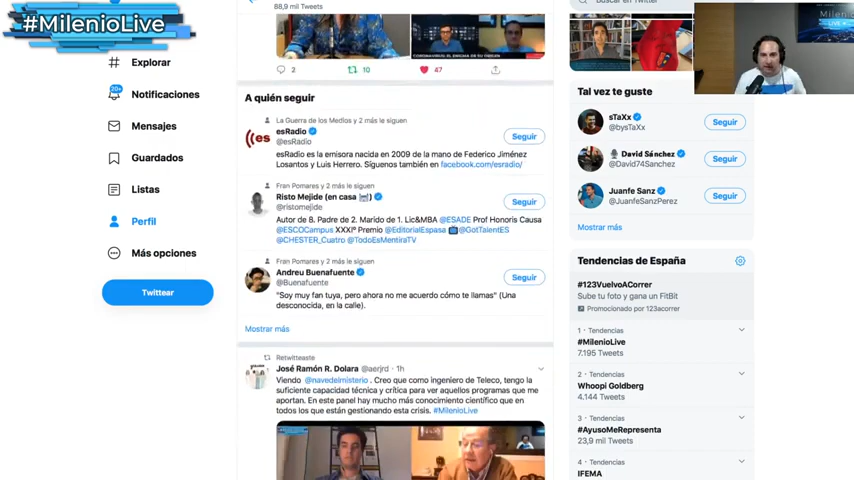 #MilenioLive
Explorar
20+
Notificaciones
Mensajes
Guardados
Listas
Perfil
Más opciones
Twittear
88,9 mil Tweets
CORONAVIRUS: EL ENIGMA DE SU ORIGEN
2
10
47
A quién seguir
La Guerra de los Medios y 2 más le siguen
(((es
esRadio
@esRadio
Seguir
esRadio es la emisora nacida en 2009 de la mano de Federico Jiménez
Losantos y Luis Herrero. Síguenos también en facebook.com/esradio/
Fran Pomares y 2 más le siguen
Risto Mejide (en casa)
@ristomejide
Seguir
Autor de 8. Padre de 2. Marido de 1. Lic&MBA @ESADE Prof Honoris Causa
@ESCOCampus XXXIº Premio @EditorialEspasa @GotTalentES
@CHESTER_Cuatro @TodoEsMentiraTV
Fran Pomares y 2 más le siguen
Andreu Buenafuente
@Buenafuente
Seguir
"Soy muy fan tuya, pero ahora no me acuerdo cómo te llamas" (Una
desconocida, en la calle).
Mostrar más
Retwitteaste
José Ramón R. Dolara @aerjrd · 1h
Viendo @navedelmisterio . Creo que como ingeniero de Teleco, tengo la
suficiente capacidad técnica y crítica para ver aquellos programas que me
aportan. En este panel hay mucho más conocimiento científico que en
todos los que están gestionando esta crisis. #MilenioLive
Buscar en Twitter
Milenio
LIVE
Tal vez te guste
sTaXx
@bysTaXx
Seguir
David Sánchez
@David74Sanchez
Seguir
Juanfe Sanz
@JuanfeSanzPerez
Seguir
Mostrar más
Tendencias de España
#123VuelvoACorrer
Sube tu foto y gana un FitBit
Promocionado por 123acorrer
1 · Tendencias
#MilenioLive
7.195 Tweets
2 · Tendencias
Whoopi Goldberg
4.144 Tweets
3 · Tendencias
#AyusoMeRepresenta
23,9 mil Tweets
4 · Tendencias
IFEMA